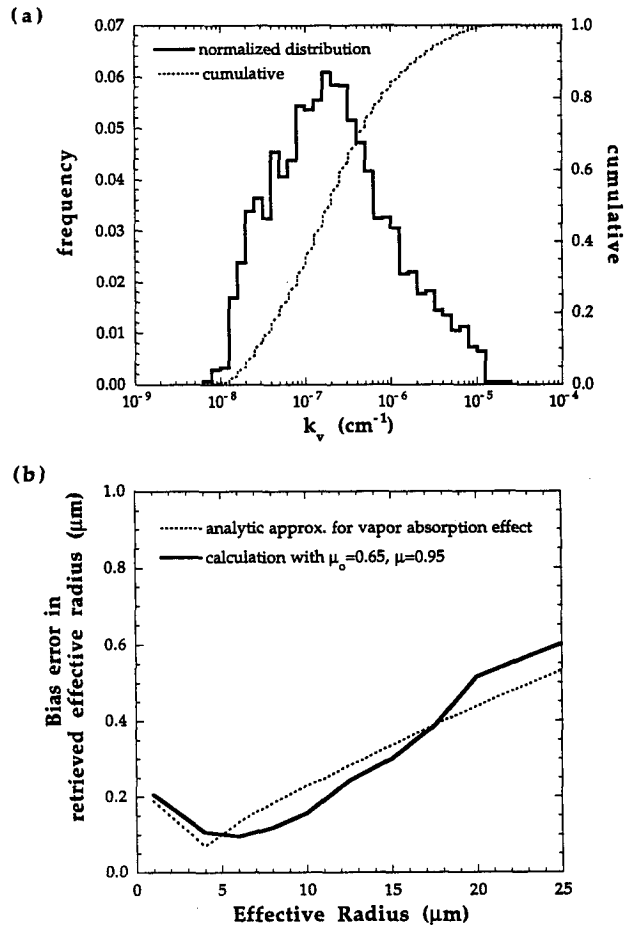 (a)
normalized distribution
cumulative
0.07
0.06
0.05
0.04
0.03
0.02
0.01
0.00
frequency
1.0
0.8
0.6
0.4
0.2
0.0
cumulative
10⁻⁹ 10⁻⁸ 10⁻⁷ 10⁻⁶ 10⁻⁵ 10⁻⁴
kᵥ (cm⁻¹)
(b)
analytic approx. for vapor absorption effect
calculation with μₒ=0.65, μ=0.95
Bias error in
retrieved effective radius (μm)
1.0
0.8
0.6
0.4
0.2
0.0
0 5 10 15 20 25
Effective Radius (μm)